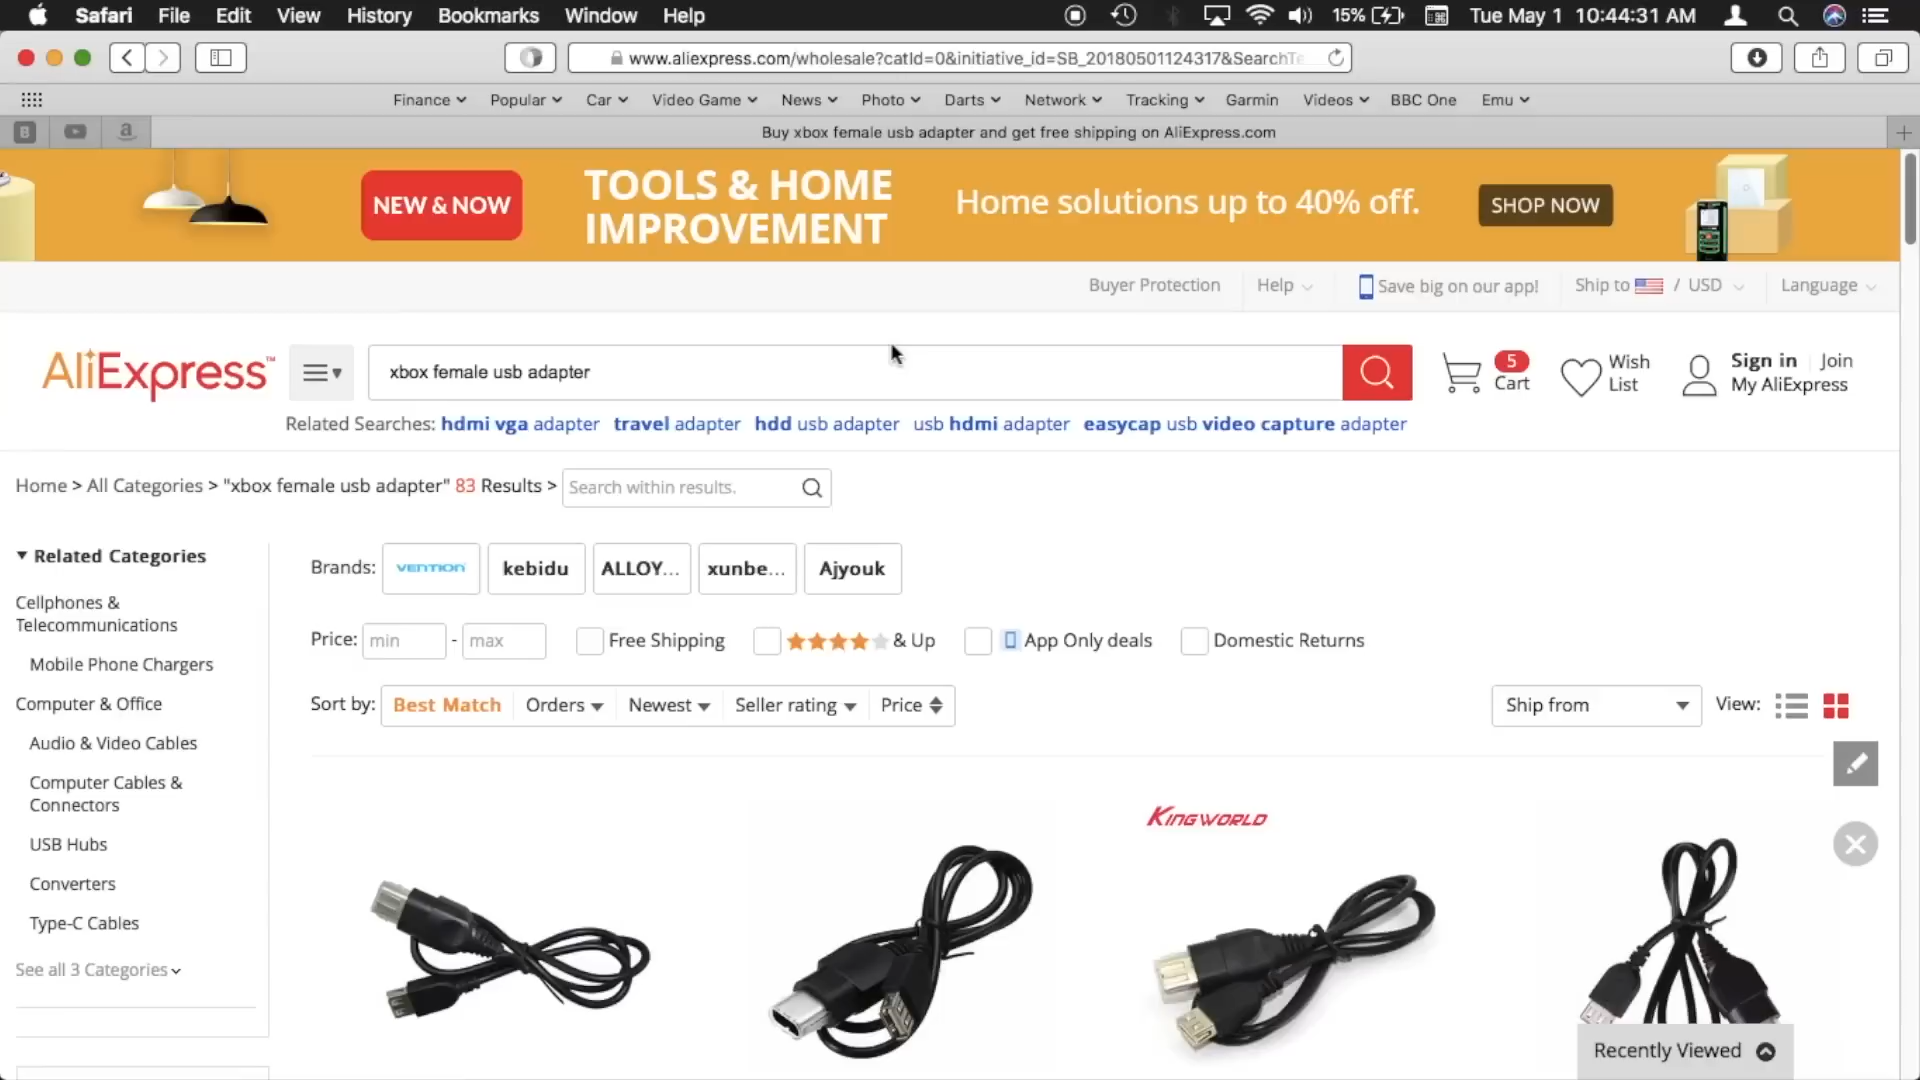 Safari File Edit View History Bookmarks Window Help 15% Tue May 1 10:44:31 AM
www.aliexpress.com/wholesale?catId=0&initiative_id=SB_20180501124317&SearchTe
Finance Popular Car Video Game News Photo Darts Network Tracking Garmin Videos BBC One Emu
B a Buy xbox female usb adapter and get free shipping on AliExpress.com
NEW & NOW
TOOLS & HOME
IMPROVEMENT
Home solutions up to 40% off.
SHOP NOW
Buyer Protection Help Save big on our app! Ship to / USD Language
AliExpress™
xbox female usb adapter
5
Cart
Wish
List
Sign in Join
My AliExpress
Related Searches: hdmi vga adapter travel adapter hdd usb adapter usb hdmi adapter easycap usb video capture adapter
Home > All Categories > "xbox female usb adapter" 83 Results > Search within results.
Related Categories
Cellphones &
Telecommunications
Mobile Phone Chargers
Computer & Office
Audio & Video Cables
Computer Cables &
Connectors
USB Hubs
Converters
Type-C Cables
See all 3 Categories
Brands: VENTION kebidu ALLOY... xunbe... Ajyouk
Price: min - max Free Shipping & Up App Only deals Domestic Returns
Sort by: Best Match Orders Newest Seller rating Price Ship from View:
KINGWORLD
Recently Viewed